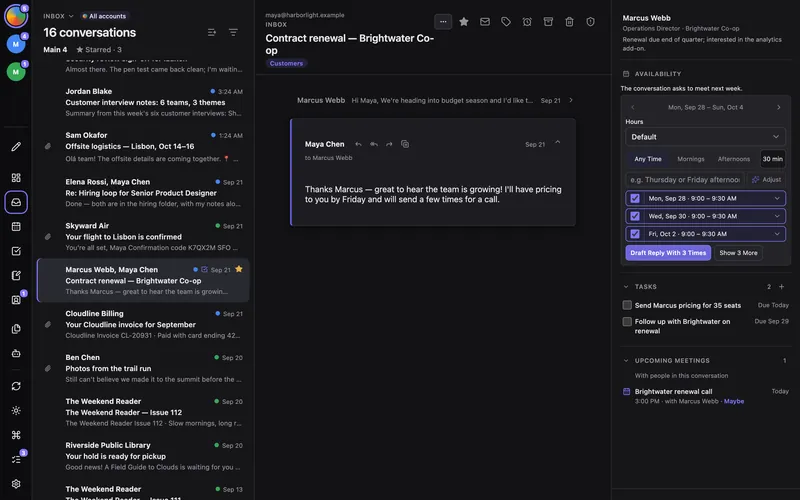 5
M
4
M
1
1
3
INBOX
All accounts
16 conversations
Main 4
Starred · 3
Almost there. The pen test came back clean; I'm waitin…
Jordan Blake
3:24 AM
Customer interview notes: 6 teams, 3 themes
Summary from this week's six customer interviews: Sh…
Sam Okafor
1:24 AM
Offsite logistics — Lisbon, Oct 14–16
Olá team! The offsite details are coming together. 📍 …
Elena Rossi, Maya Chen
Sep 21
Re: Hiring loop for Senior Product Designer
Done — both are in the hiring folder, with my notes alo…
Skyward Air
Sep 21
Your flight to Lisbon is confirmed
You're all set, Maya Confirmation code K7QX2M SFO …
Marcus Webb, Maya Chen
Sep 21
Contract renewal — Brightwater Co-op
Thanks Marcus — great to hear the team is growin…
Cloudline Billing
Sep 21
Your Cloudline invoice for September
Cloudline Invoice CL-20931 · Paid with card ending 42…
Ben Chen
Sep 20
Photos from the trail run
Still can't believe we made it to the summit before the …
The Weekend Reader
Sep 20
The Weekend Reader — Issue 112
The Weekend Reader Issue 112 · Slow mornings, long r…
Riverside Public Library
Sep 20
Your hold is ready for pickup
Good news! A Field Guide to Clouds is waiting for you …
The Weekend Reader
Sep 13
maya@harborlight.example
INBOX
Contract renewal — Brightwater Co-
op
Customers
Marcus Webb
Hi Maya, We're heading into budget season and I'd like t…
Sep 21
Maya Chen
Sep 21
to Marcus Webb
Thanks Marcus — great to hear the team is growing! I'll have pricing
to you by Friday and will send a few times for a call.
Marcus Webb
Operations Director · Brightwater Co-op
Renewal due end of quarter; interested in the analytics
add-on.
AVAILABILITY
The conversation asks to meet next week.
Mon, Sep 28 – Sun, Oct 4
Hours
Default
Any Time
Mornings
Afternoons
30 min
e.g. Thursday or Friday afternoo
Adjust
Mon, Sep 28 · 9:00 – 9:30 AM
Wed, Sep 30 · 9:00 – 9:30 AM
Fri, Oct 2 · 9:00 – 9:30 AM
Draft Reply With 3 Times
Show 3 More
TASKS
2
Send Marcus pricing for 35 seats
Due Today
Follow up with Brightwater on
renewal
Due Sep 29
UPCOMING MEETINGS
1
With people in this conversation
Brightwater renewal call
Today
3:00 PM · with Marcus Webb · Maybe